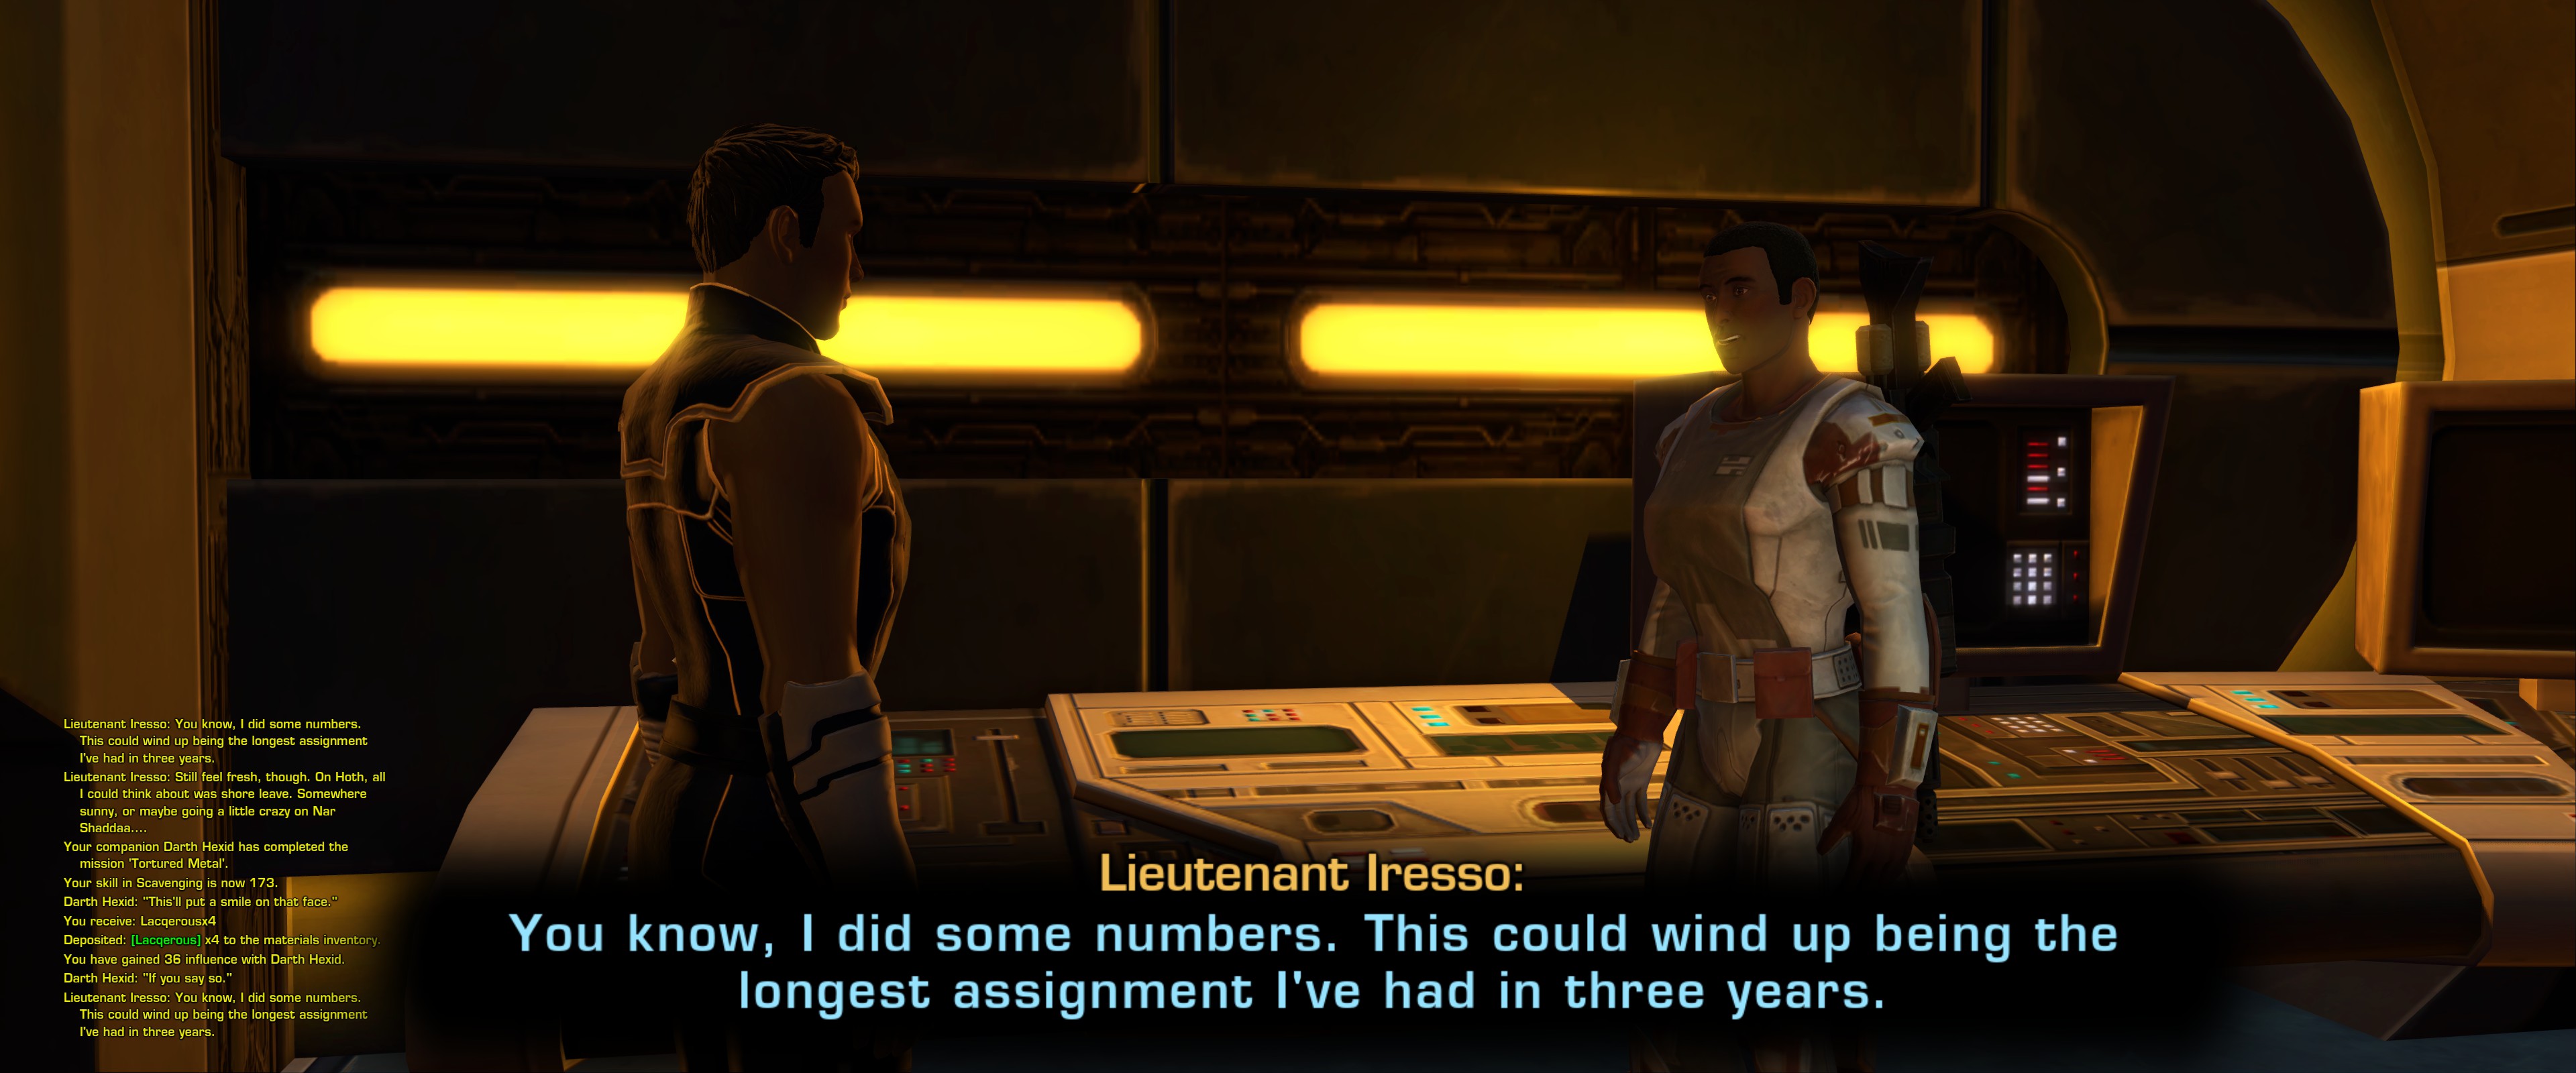 Lieutenant Iresso: You know, I did some numbers.
This could wind up being the longest assignment
I've had in three years.
Lieutenant Iresso: Still feel fresh, though. On Hoth, all
I could think about was shore leave. Somewhere
sunny, or maybe going a little crazy on Nar
Shaddaa....
Your companion Darth Hexid has completed the
mission 'Tortured Metal'.
Your skill in Scavenging is now 173.
Darth Hexid: "This'll put a smile on that face."
You receive: Lacqerousx4
Deposited: [Lacqerous] x4 to the materials inventory.
You have gained 36 influence with Darth Hexid.
Darth Hexid: "If you say so."
Lieutenant Iresso: You know, I did some numbers.
This could wind up being the longest assignment
I've had in three years.
Lieutenant Iresso:
You know, I did some numbers. This could wind up being the
longest assignment I've had in three years.